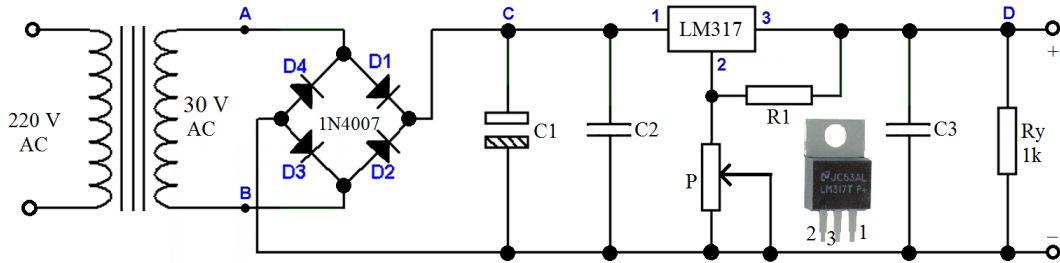 A
C
1
LM317
3
D
+
D4
D1
2
220 V
AC
30 V
AC
1N4007
C1
C2
R1
C3
Ry
1k
D3
D2
P
JC53AL
LM317T P+
B
2
3
1
−